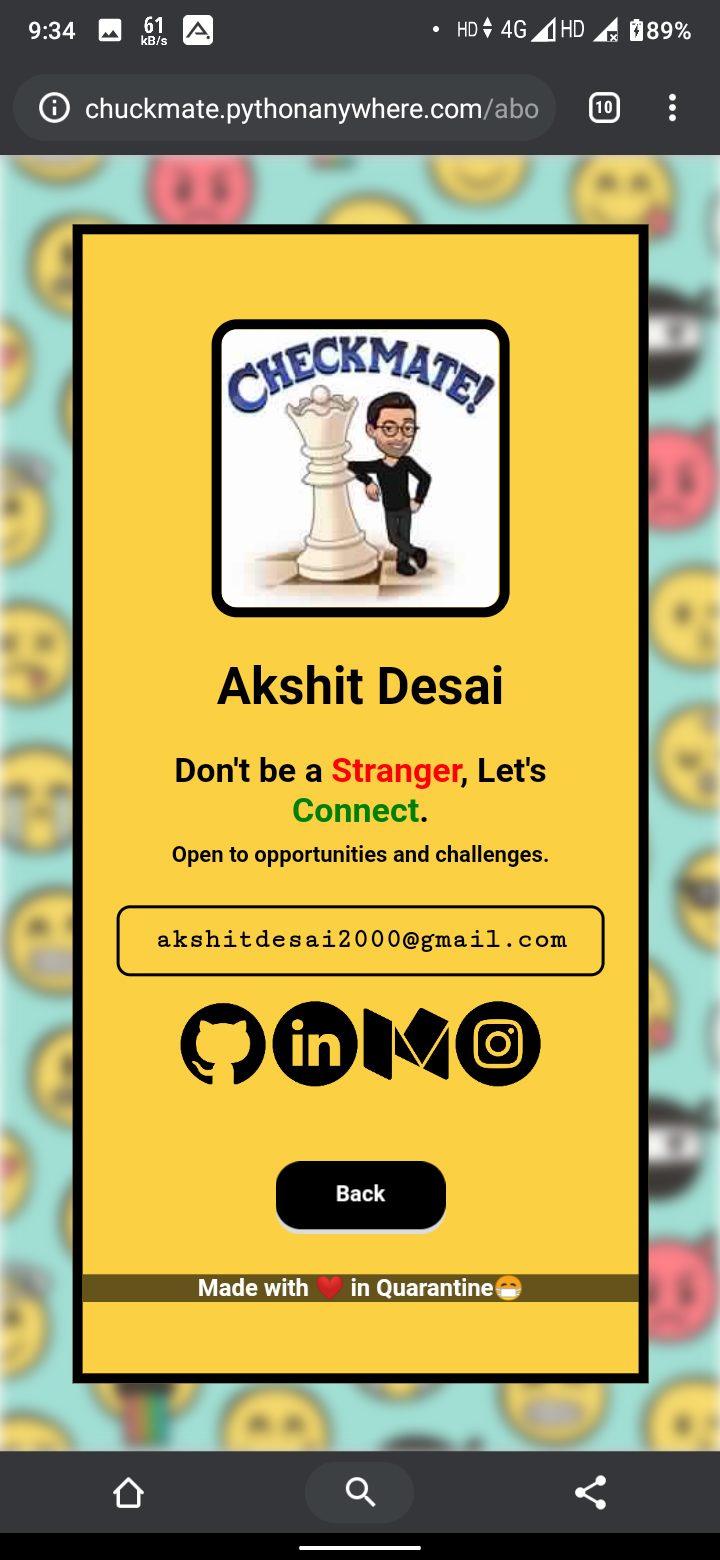 9:34 61 kB/s HD 4G HD 89%
chuckmate.pythonanywhere.com/abo 10
CHECKMATE!
Akshit Desai
Don't be a Stranger, Let's
Connect.
Open to opportunities and challenges.
akshitdesai2000@gmail.com
in
Back
Made with ❤️ in Quarantine😷